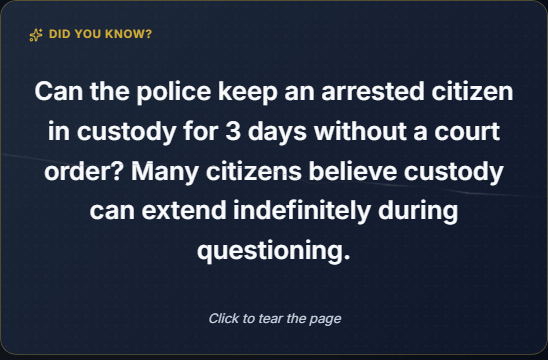 DID YOU KNOW?
Can the police keep an arrested citizen
in custody for 3 days without a court
order? Many citizens believe custody
can extend indefinitely during
questioning.
Click to tear the page